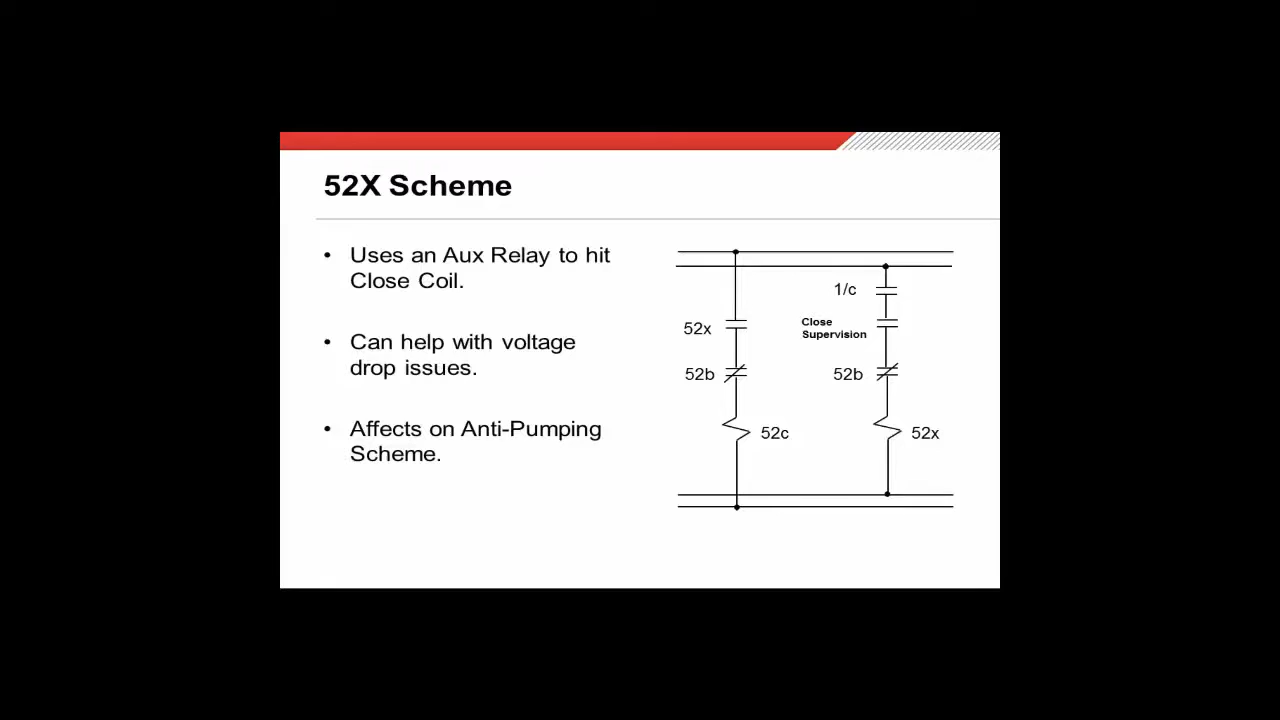 52X Scheme
• Uses an Aux Relay to hit
Close Coil.
• Can help with voltage
drop issues.
• Affects on Anti-Pumping
Scheme.
52x
52b
52c
1/c
Close
Supervision
52b
52x